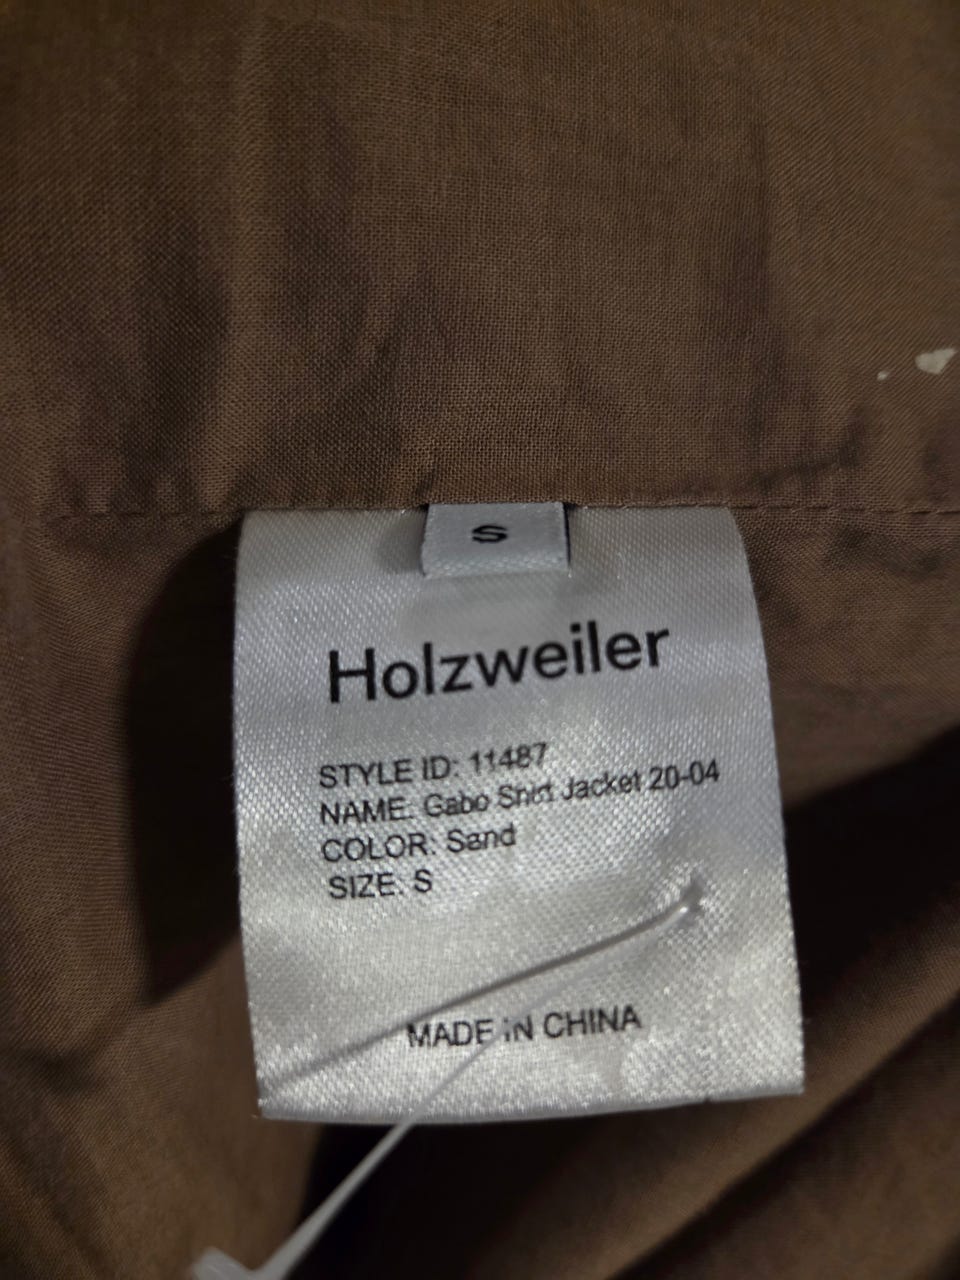 S
Holzweiler
STYLE ID: 11487
NAME: Gabo Shirt Jacket 20-04
COLOR: Sand
SIZE: S
MADE IN CHINA